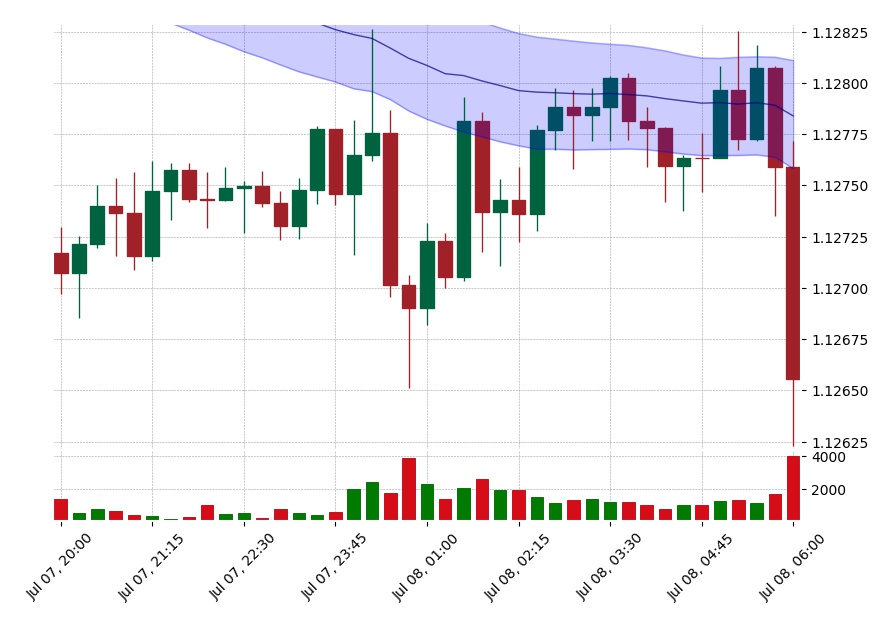 1.12825
1.12800
1.12775
1.12750
1.12725
1.12700
1.12675
1.12650
1.12625
4000
2000
Jul 07, 20:00
Jul 07, 21:15
Jul 07, 22:30
Jul 07, 23:45
Jul 08, 01:00
Jul 08, 02:15
Jul 08, 03:30
Jul 08, 04:45
Jul 08, 06:00